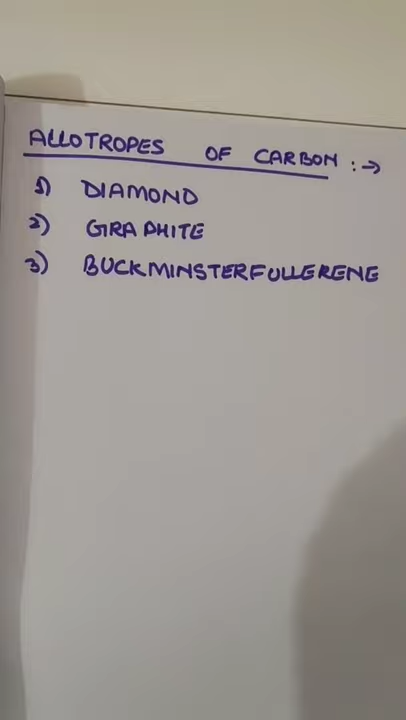 ALLOTROPES OF CARBON :→
1) DIAMOND
2) GRAPHITE
3) BUCKMINSTERFULLERENE